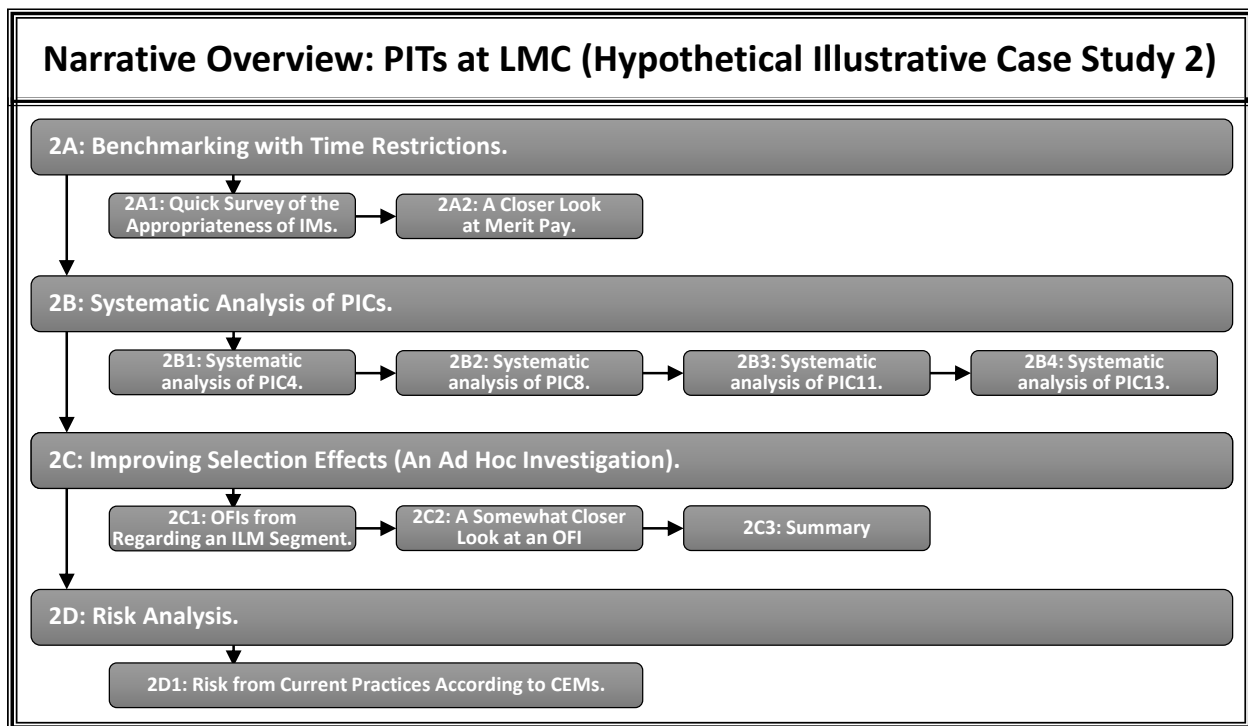 Narrative Overview: PITs at LMC (Hypothetical Illustrative Case Study 2)
2A: Benchmarking with Time Restrictions.
2A1: Quick Survey of the
Appropriateness of IMs.
2A2: A Closer Look
at Merit Pay.
2B: Systematic Analysis of PICs.
2B1: Systematic
analysis of PIC4.
2B2: Systematic
analysis of PIC8.
2B3: Systematic
analysis of PIC11.
2B4: Systematic
analysis of PIC13.
2C: Improving Selection Effects (An Ad Hoc Investigation).
2C1: OFIs from
Regarding an ILM Segment.
2C2: A Somewhat Closer
Look at an OFI
2C3: Summary
2D: Risk Analysis.
2D1: Risk from Current Practices According to CEMs.